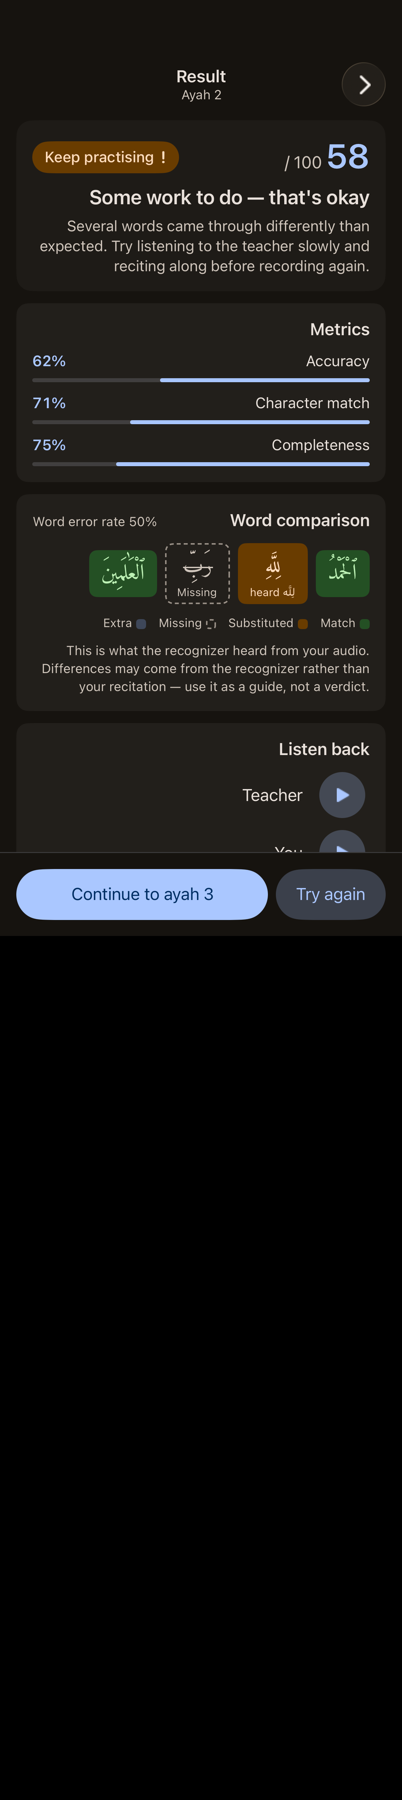 Result
Ayah 2
Keep practising !
/ 100 58
Some work to do — that's okay
Several words came through differently than
expected. Try listening to the teacher slowly and
reciting along before recording again.
Metrics
62% Accuracy
71% Character match
75% Completeness
Word error rate 50% Word comparison
ٱلْحَمْدُ لِلَّهِ رَبِّ ٱلْعَٰلَمِينَ
heard بلله Missing
Extra Missing Substituted Match
This is what the recognizer heard from your audio.
Differences may come from the recognizer rather than
your recitation — use it as a guide, not a verdict.
Listen back
Teacher
You
Continue to ayah 3 Try again